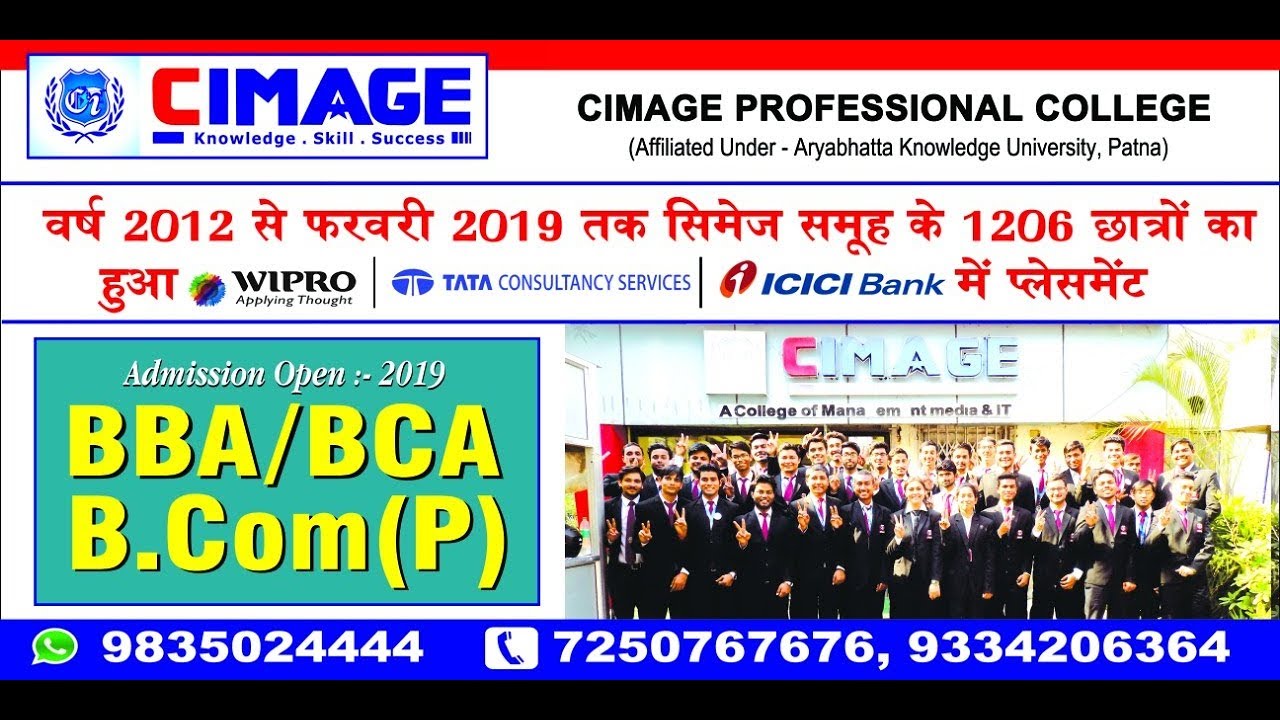 CIMAGE
Knowledge . Skill . Success
CIMAGE PROFESSIONAL COLLEGE
(Affiliated Under - Aryabhatta Knowledge University, Patna)
वर्ष 2012 से फरवरी 2019 तक सिमेज समूह के 1206 छात्रों का
हुआ WIPRO | TATA CONSULTANCY SERVICES | ICICI Bank में प्लेसमेंट
Applying Thought
Admission Open :- 2019
BBA/BCA
B.Com(P)
CIMAGE
A College of Mana em nt media & IT
9835024444
7250767676, 9334206364